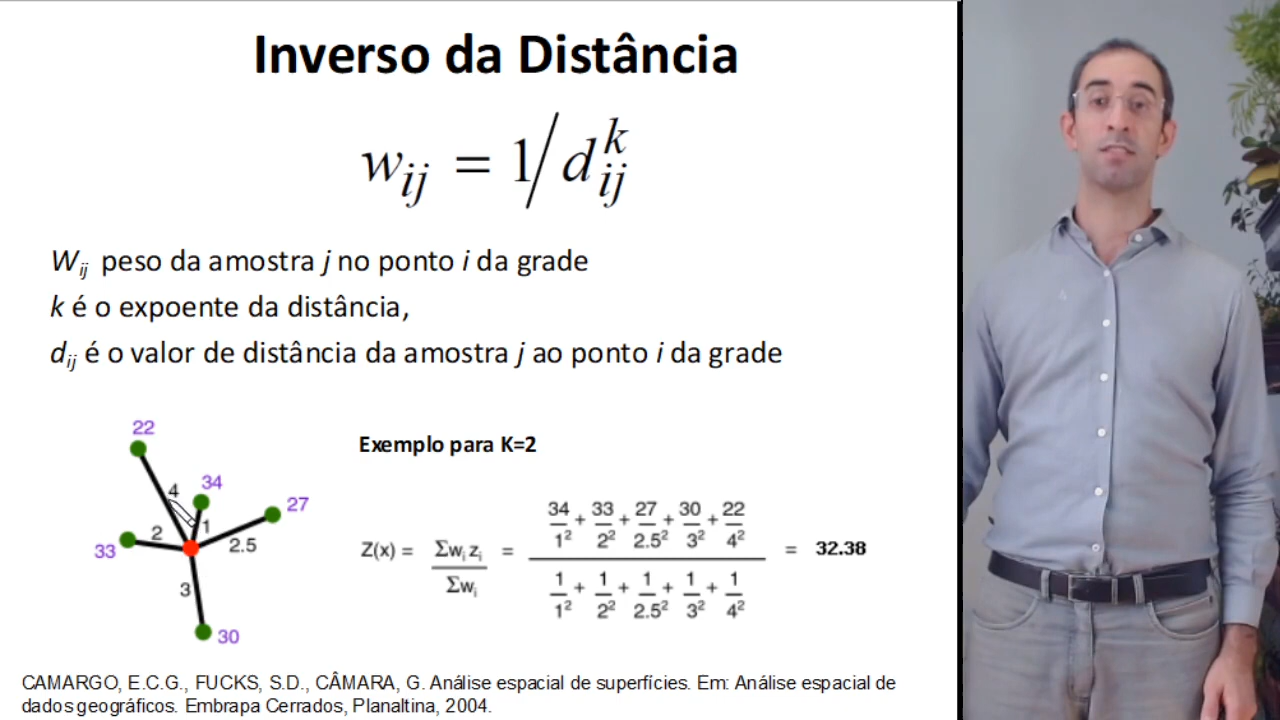 Inverso da Distância
w_ij = 1/d_ij^k
W_ij peso da amostra j no ponto i da grade
k é o expoente da distância,
d_ij é o valor de distância da amostra j ao ponto i da grade
Exemplo para K=2
22
4
34
1
27
2.5
33
2
3
30
Z(x) = Σw_i z_i / Σw_i = (34/1² + 33/2² + 27/2.5² + 30/3² + 22/4²) / (1/1² + 1/2² + 1/2.5² + 1/3² + 1/4²) = 32.38
CAMARGO, E.C.G., FUCKS, S.D., CÂMARA, G. Análise espacial de superfícies. Em: Análise espacial de
dados geográficos. Embrapa Cerrados, Planaltina, 2004.